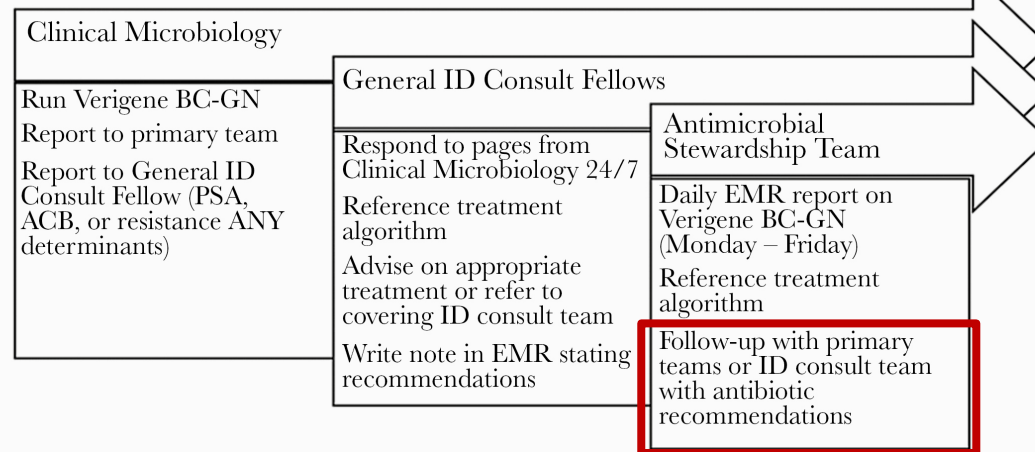 Clinical Microbiology
Run Verigene BC-GN
Report to primary team
Report to General ID
Consult Fellow (PSA,
ACB, or resistance ANY
determinants)
General ID Consult Fellows
Respond to pages from
Clinical Microbiology 24/7
Reference treatment
algorithm
Advise on appropriate
treatment or refer to
covering ID consult team
Write note in EMR stating
recommendations
Antimicrobial
Stewardship Team
Daily EMR report on
Verigene BC-GN
(Monday – Friday)
Reference treatment
algorithm
Follow-up with primary
teams or ID consult team
with antibiotic
recommendations